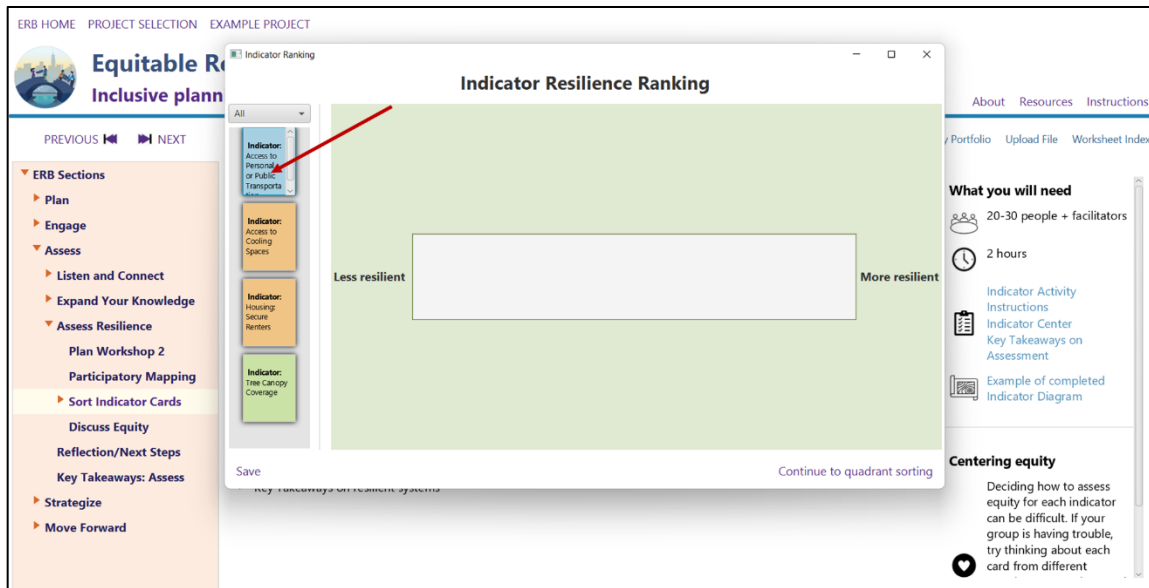 ERB HOME PROJECT SELECTION EXAMPLE PROJECT
Equitable
Inclusive plann
About Resources Instructions
PREVIOUS NEXT
Portfolio Upload File Worksheet Index
ERB Sections
Plan
Engage
Assess
Listen and Connect
Expand Your Knowledge
Assess Resilience
Plan Workshop 2
Participatory Mapping
Sort Indicator Cards
Discuss Equity
Reflection/Next Steps
Key Takeaways: Assess
Strategize
Move Forward
Indicator Ranking
Indicator Resilience Ranking
All
Indicator:
Access to
Personal
or Public
Transporta
Indicator:
Access to
Cooling
Spaces
Indicator:
Housing:
Secure
Renters
Indicator:
Tree Canopy
Coverage
Less resilient
More resilient
Save
Continue to quadrant sorting
Key Takeaways on resilient systems
What you will need
20-30 people + facilitators
2 hours
Indicator Activity
Instructions
Indicator Center
Key Takeaways on
Assessment
Example of completed
Indicator Diagram
Centering equity
Deciding how to assess
equity for each indicator
can be difficult. If your
group is having trouble,
try thinking about each
card from different